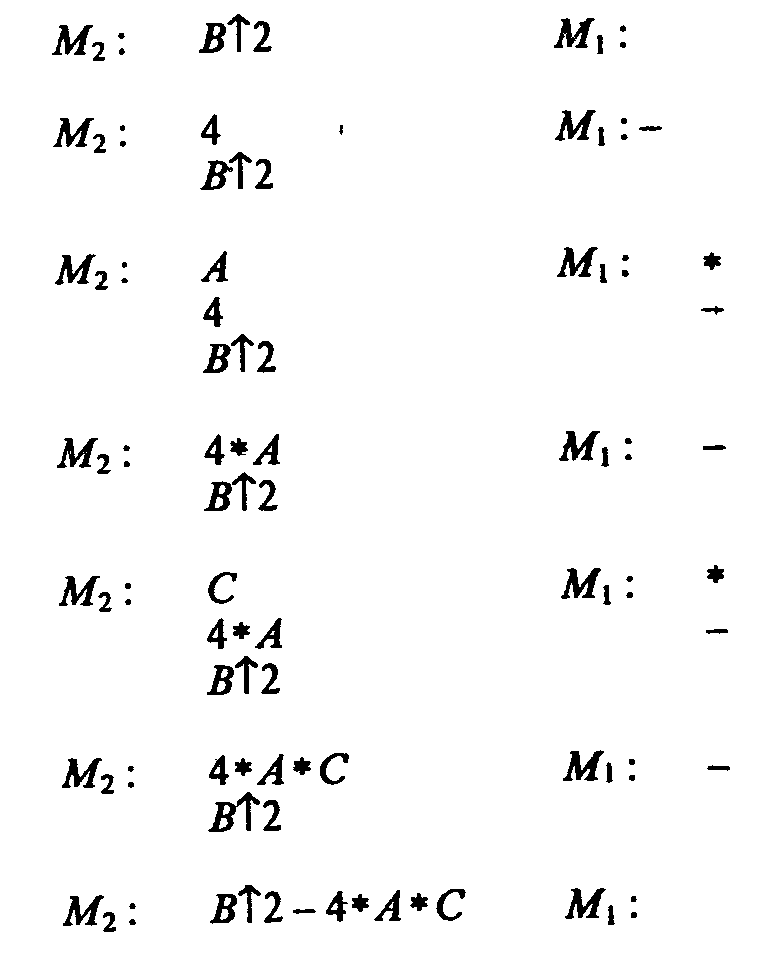 M₂: B↑2 M₁:
M₂: 4 M₁: –
B↑2
M₂: A M₁: *
4 –
B↑2
M₂: 4*A M₁: –
B↑2
M₂: C M₁: *
4*A –
B↑2
M₂: 4*A*C M₁: –
B↑2
M₂: B↑2–4*A*C M₁: